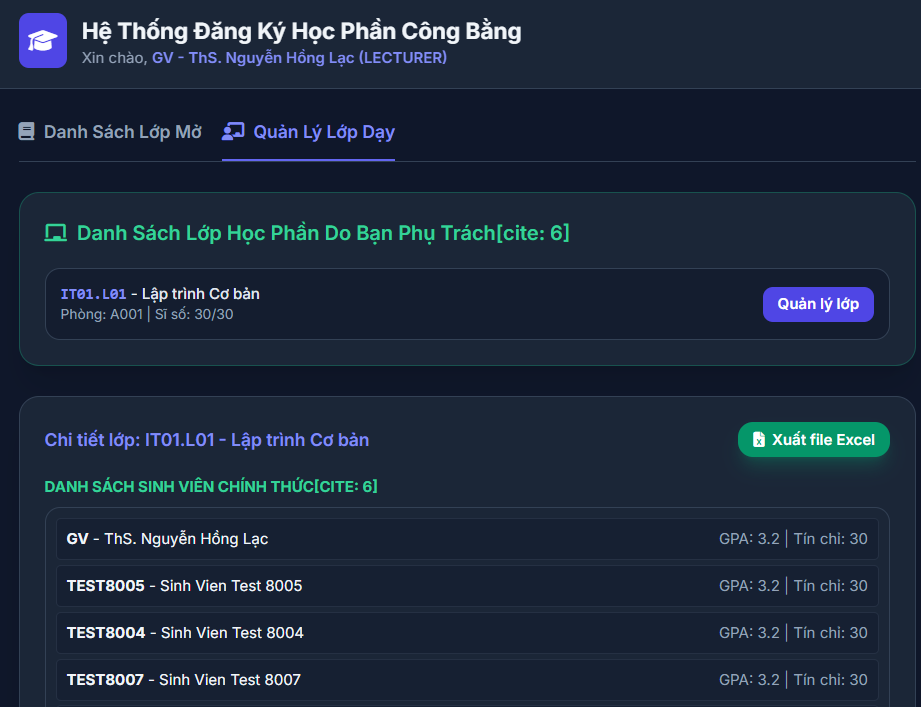 Hệ Thống Đăng Ký Học Phần Công Bằng
Xin chào, GV - ThS. Nguyễn Hồng Lạc (LECTURER)
Danh Sách Lớp Mở
Quản Lý Lớp Dạy
Danh Sách Lớp Học Phần Do Bạn Phụ Trách[cite: 6]
IT01.L01 - Lập trình Cơ bản
Phòng: A001 | Sĩ số: 30/30
Quản lý lớp
Chi tiết lớp: IT01.L01 - Lập trình Cơ bản
Xuất file Excel
DANH SÁCH SINH VIÊN CHÍNH THỨC[CITE: 6]
GV - ThS. Nguyễn Hồng Lạc GPA: 3.2 | Tín chỉ: 30
TEST8005 - Sinh Vien Test 8005 GPA: 3.2 | Tín chỉ: 30
TEST8004 - Sinh Vien Test 8004 GPA: 3.2 | Tín chỉ: 30
TEST8007 - Sinh Vien Test 8007 GPA: 3.2 | Tín chỉ: 30